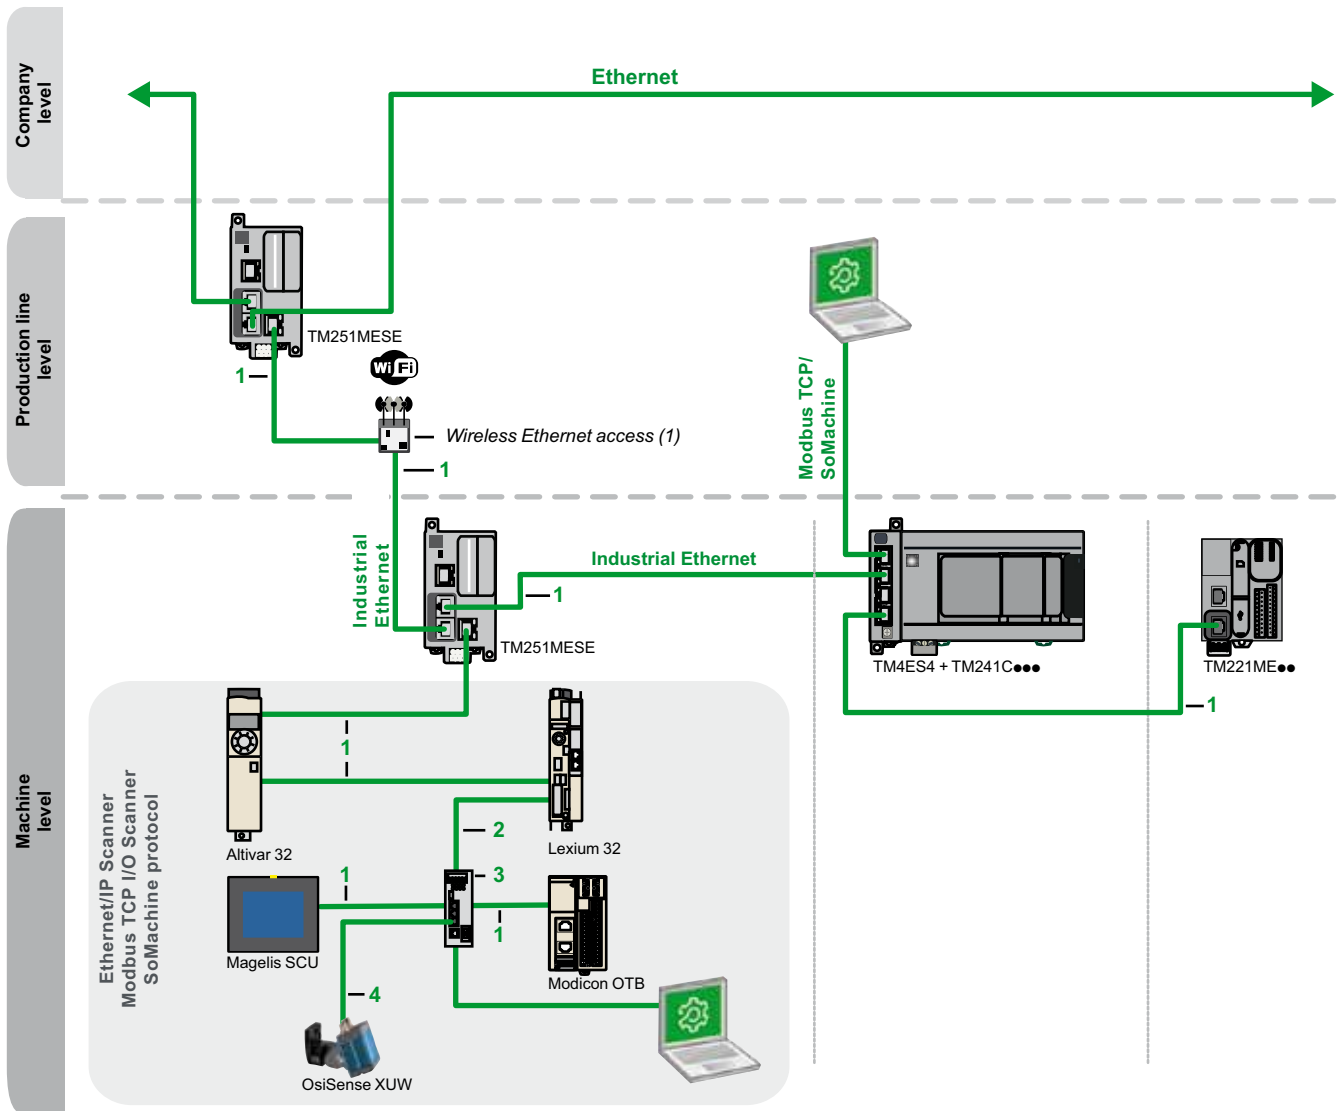 Company
level
Ethernet
Production line
level
TM251MESE
1
Wi Fi
Wireless Ethernet access (1)
1
Modbus TCP/
SoMachine
Machine
level
Industrial
Ethernet
Industrial Ethernet
1
TM251MESE
TM4ES4 + TM241C●●●
TM221ME●●
1
Ethernet/IP Scanner
Modbus TCP I/O Scanner
SoMachine protocol
1
Altivar 32
2
Lexium 32
1
3
1
Magelis SCU
Modicon OTB
4
OsiSense XUW